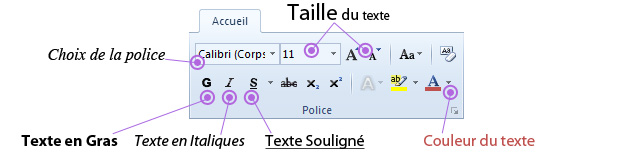 Taille du texte
Accueil
Choix de la police
Calibri (Corps 11 A A Aa
G I S abc x₂ x² A aby A
Police
Texte en Gras Texte en Italiques Texte Souligné Couleur du texte